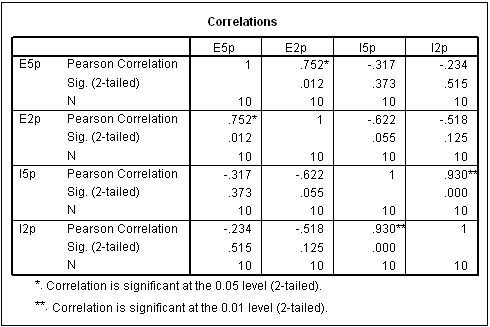 Correlations
E5p E2p I5p I2p
E5p Pearson Correlation 1 .752* -.317 -.234
Sig. (2-tailed) .012 .373 .515
N 10 10 10 10
E2p Pearson Correlation .752* 1 -.622 -.518
Sig. (2-tailed) .012 .055 .125
N 10 10 10 10
I5p Pearson Correlation -.317 -.622 1 .930**
Sig. (2-tailed) .373 .055 .000
N 10 10 10 10
I2p Pearson Correlation -.234 -.518 .930** 1
Sig. (2-tailed) .515 .125 .000
N 10 10 10 10
*. Correlation is significant at the 0.05 level (2-tailed).
**. Correlation is significant at the 0.01 level (2-tailed).